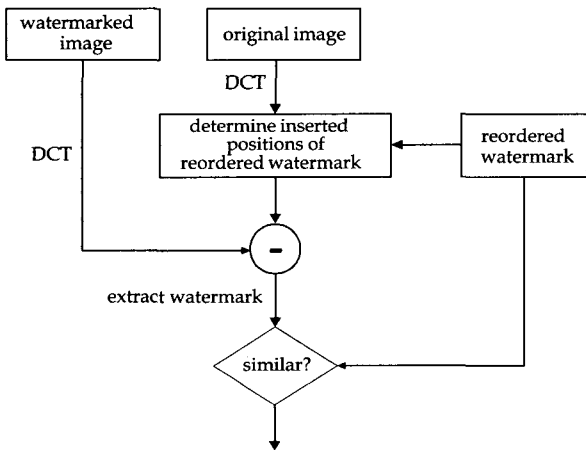 watermarked
image
original image
DCT
determine inserted
positions of
reordered watermark
reordered
watermark
DCT
-
extract watermark
similar?